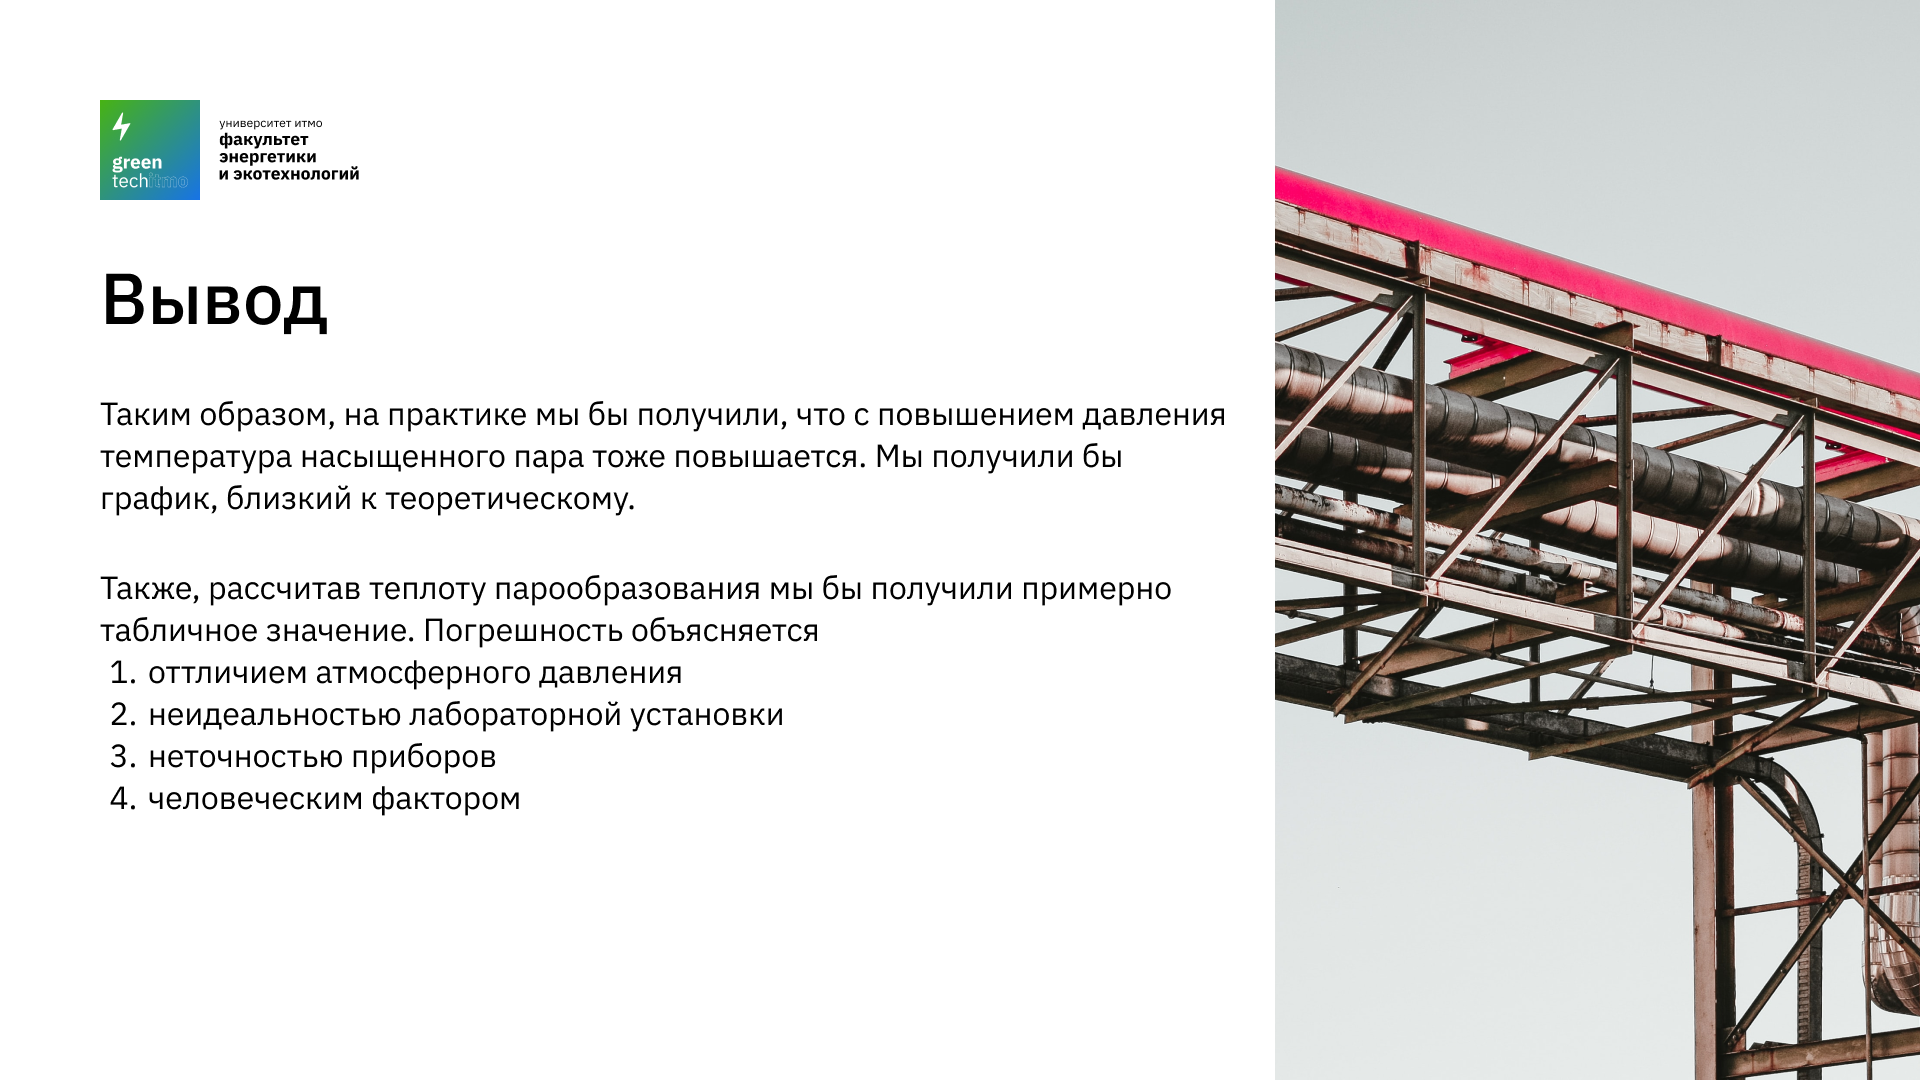 green
techitmo
университет итмо
факультет
энергетики
и экотехнологий
Вывод
Таким образом, на практике мы бы получили, что с повышением давления
температура насыщенного пара тоже повышается. Мы получили бы
график, близкий к теоретическому.
Также, рассчитав теплоту парообразования мы бы получили примерно
табличное значение. Погрешность объясняется
1. оттличием атмосферного давления
2. неидеальностью лабораторной установки
3. неточностью приборов
4. человеческим фактором